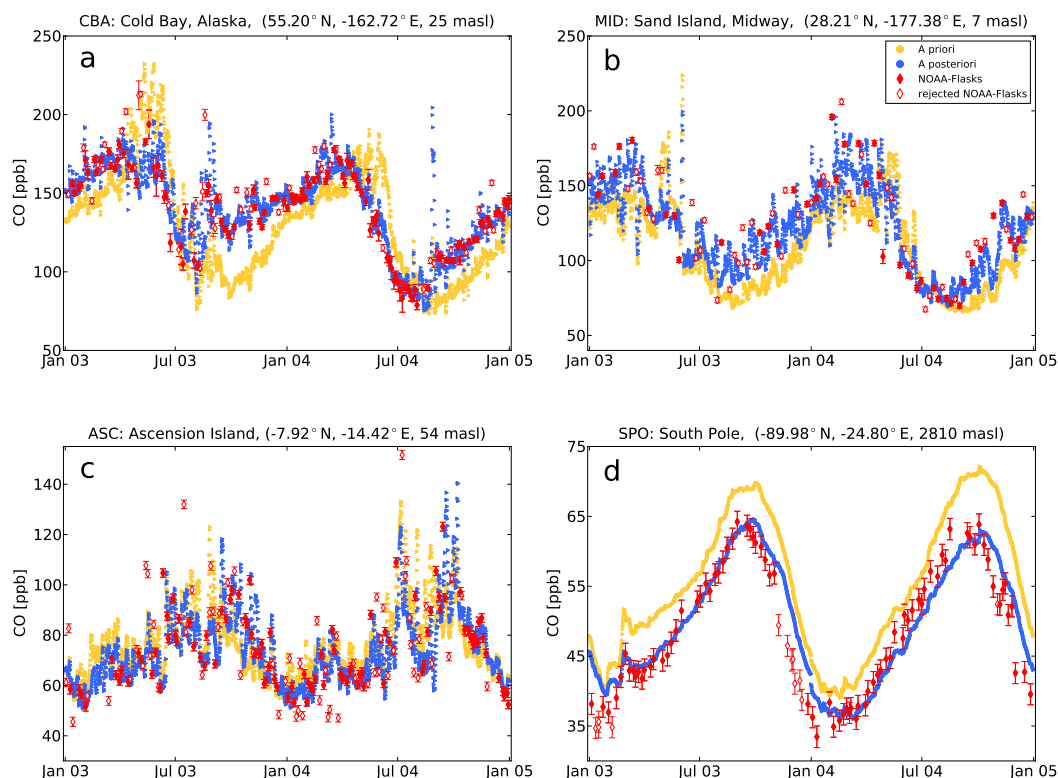 CBA: Cold Bay, Alaska, (55.20°N, -162.72°E, 25 masl)
a
CO [ppb]
250
200
150
100
50
Jan 03
Jul 03
Jan 04
Jul 04
Jan 05
MID: Sand Island, Midway, (28.21°N, -177.38°E, 7 masl)
b
A priori
A posteriori
NOAA-Flasks
rejected NOAA-Flasks
CO [ppb]
250
200
150
100
50
Jan 03
Jul 03
Jan 04
Jul 04
Jan 05
ASC: Ascension Island, (-7.92°N, -14.42°E, 54 masl)
c
CO [ppb]
140
120
100
80
60
40
Jan 03
Jul 03
Jan 04
Jul 04
Jan 05
SPO: South Pole, (-89.98°N, -24.80°E, 2810 masl)
d
CO [ppb]
75
65
55
45
35
Jan 03
Jul 03
Jan 04
Jul 04
Jan 05